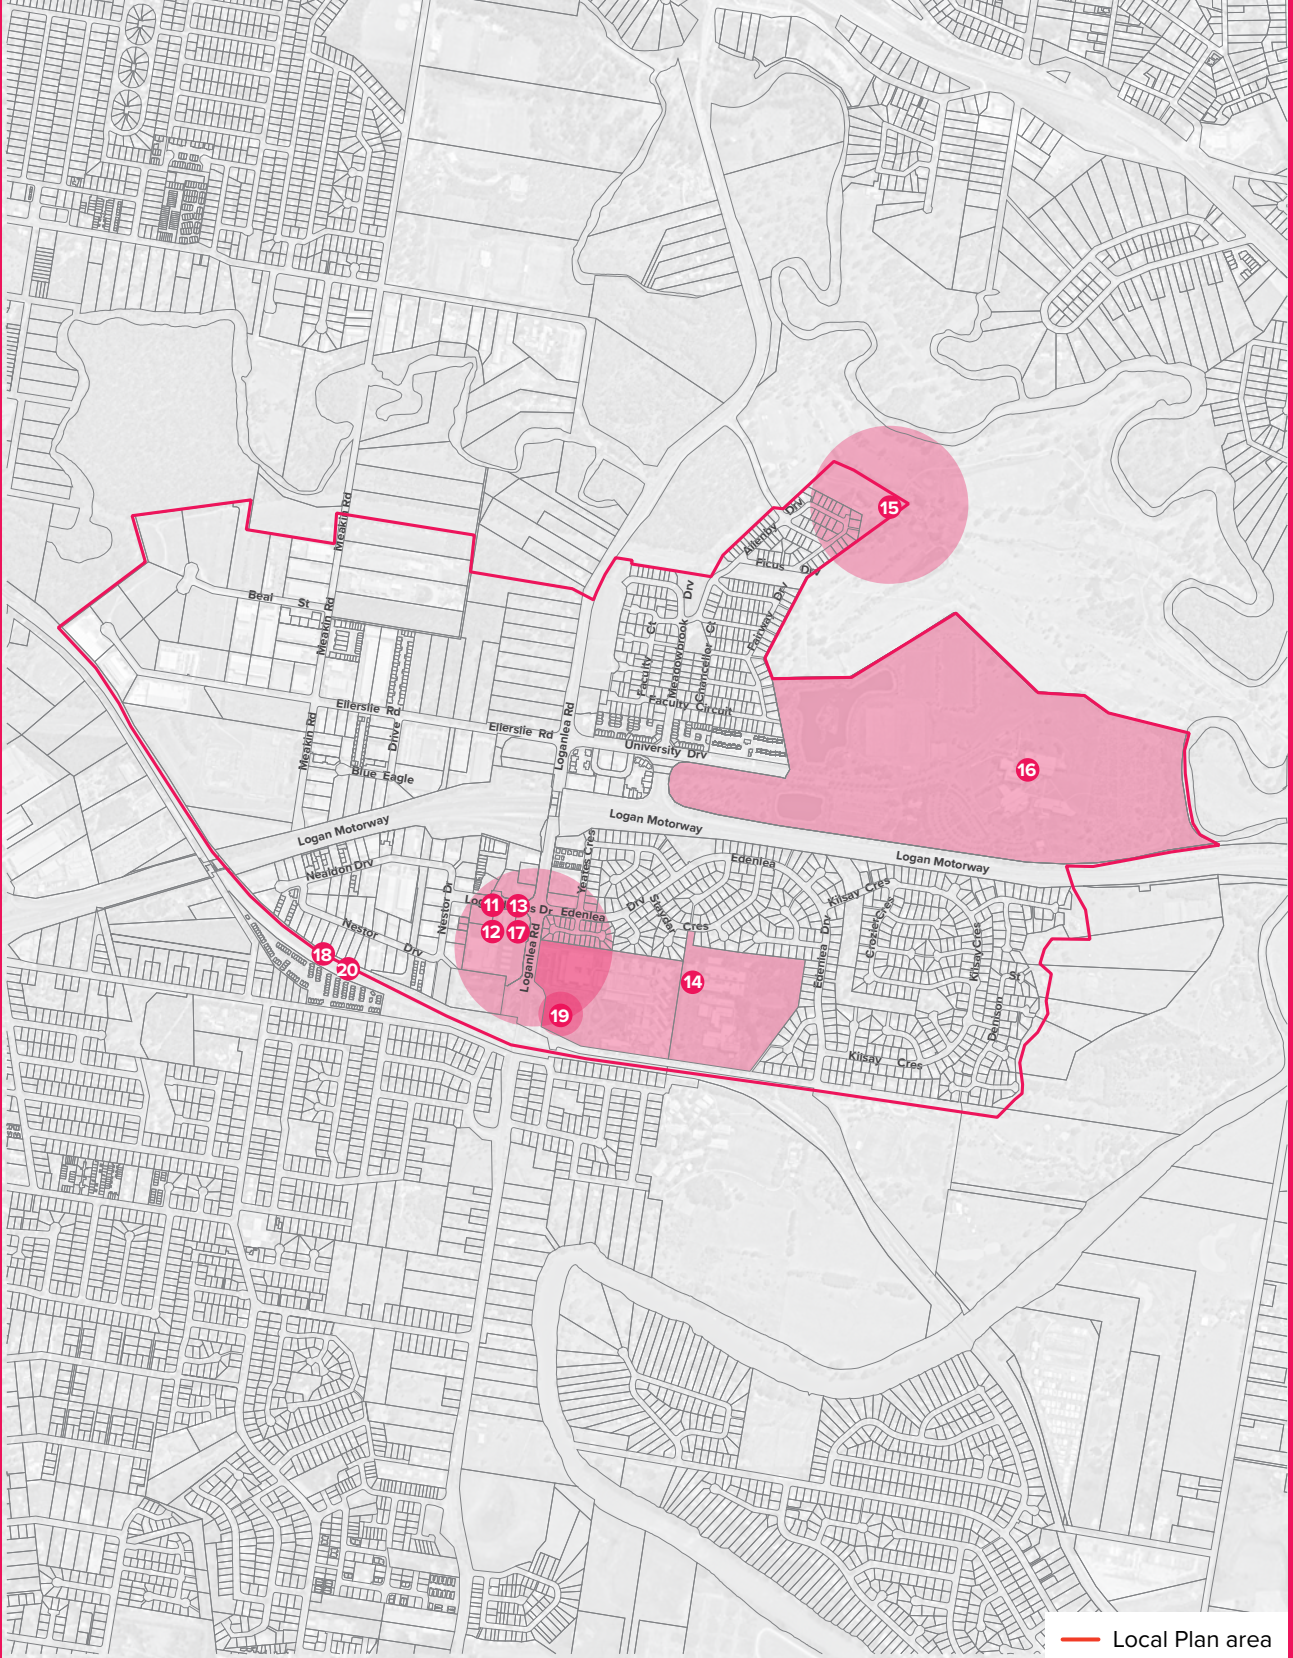 Meakin Rd
15
Allenby Drv
Ficus Drv
Beal St
Meakin Rd
Drv
Ct
Ct
Fairway Drv
Meadowbrook
Faculty
Chancellor
Faculty Circuit
Ellerslie Rd
Ellerslie Rd
Loganlea Rd
Meakin Rd
Drive
University Drv
Blue Eagle
16
Logan Motorway
Logan Motorway
Logan Motorway
Nealdon Drv
Yeates Cres
Edenlea
Kilsay Cres
Nestor Dr
11
13
s Dr
Edenlea
Drv
Stayday
Cres
Crozier Cres
12
17
Nestor
Drv
Loganlea Rd
Edenlea Drv
Kilsay Cres
18
20
14
St
19
Denison
Kilsay Cres
Local Plan area